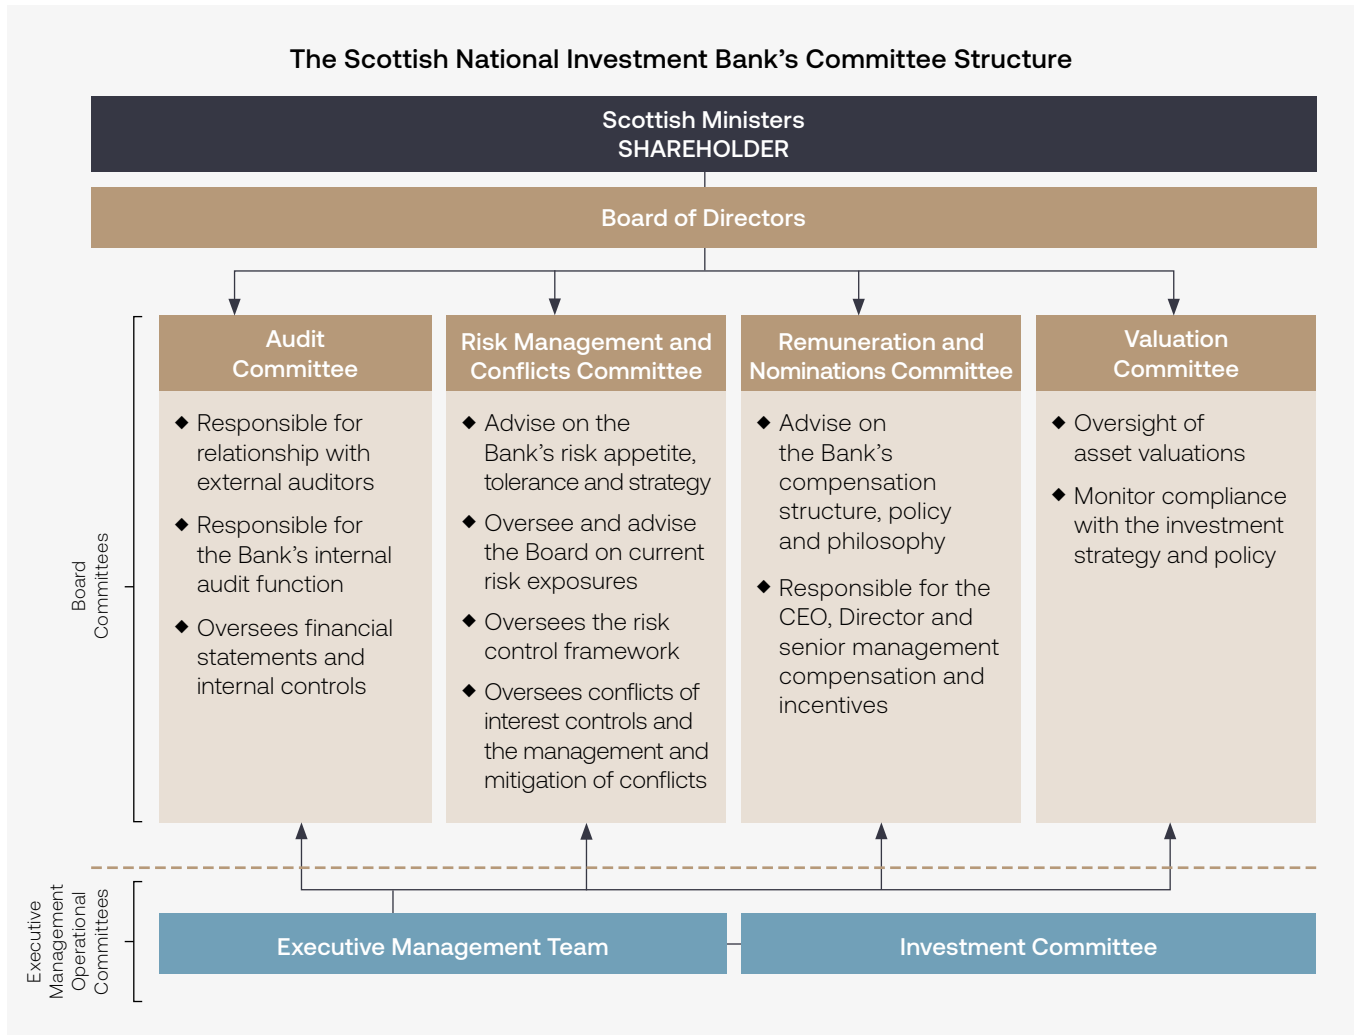 The Scottish National Investment Bank's Committee Structure
Scottish Ministers
SHAREHOLDER
Board of Directors
Board
Committees
Audit
Committee
◆ Responsible for
relationship with
external auditors
◆ Responsible for
the Bank's internal
audit function
◆ Oversees financial
statements and
internal controls
Risk Management and
Conflicts Committee
◆ Advise on the
Bank's risk appetite,
tolerance and strategy
◆ Oversee and advise
the Board on current
risk exposures
◆ Oversees the risk
control framework
◆ Oversees conflicts of
interest controls and
the management and
mitigation of conflicts
Remuneration and
Nominations Committee
◆ Advise on
the Bank's
compensation
structure, policy
and philosophy
◆ Responsible for the
CEO, Director and
senior management
compensation and
incentives
Valuation
Committee
◆ Oversight of
asset valuations
◆ Monitor compliance
with the investment
strategy and policy
Executive
Management
Operational
Committees
Executive Management Team
Investment Committee